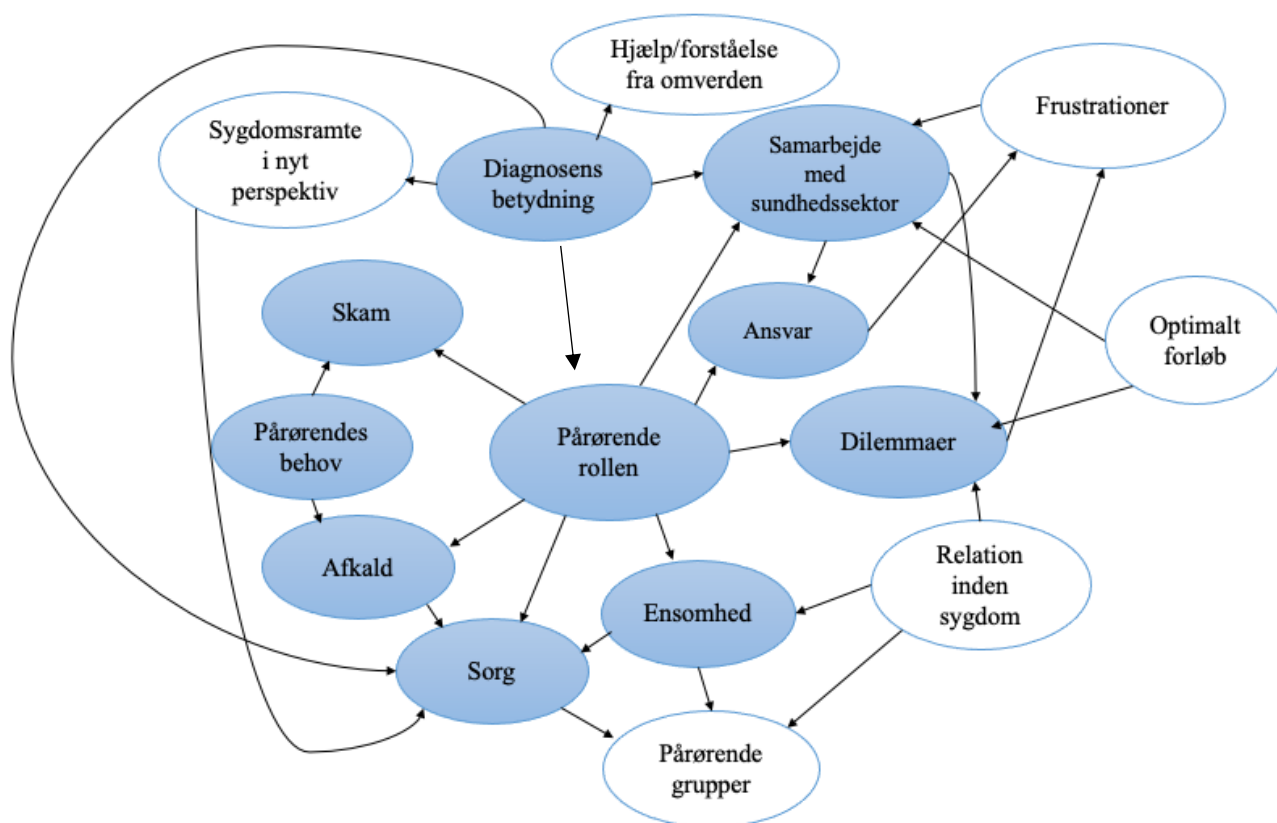 Hjælp/forståelse
fra omverden
Frustrationer
Sygdomsramte
i nyt
perspektiv
Diagnosens
betydning
Samarbejde
med
sundhedssektor
Skam
Ansvar
Optimalt
forløb
Pårørendes
behov
Pårørende
rollen
Dilemmaer
Afkald
Ensomhed
Relation
inden
sygdom
Sorg
Pårørende
grupper